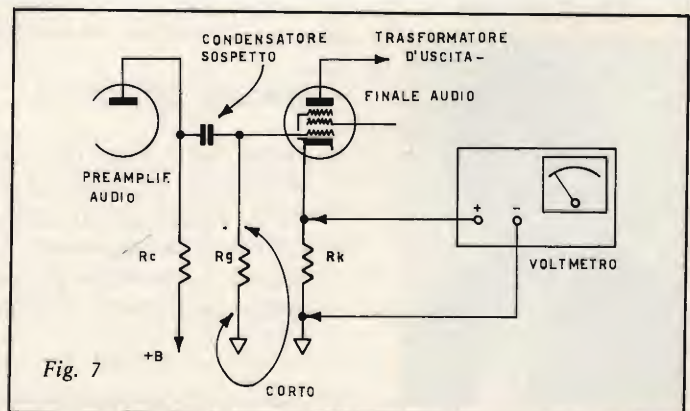 CONDENSATORE
SOSPETTO
TRASFORMATORE
D'USCITA-
FINALE AUDIO
PREAMPLIF
AUDIO
+ -
VOLTMETRO
Rc
Rg
Rk
+B
CORTO
Fig. 7